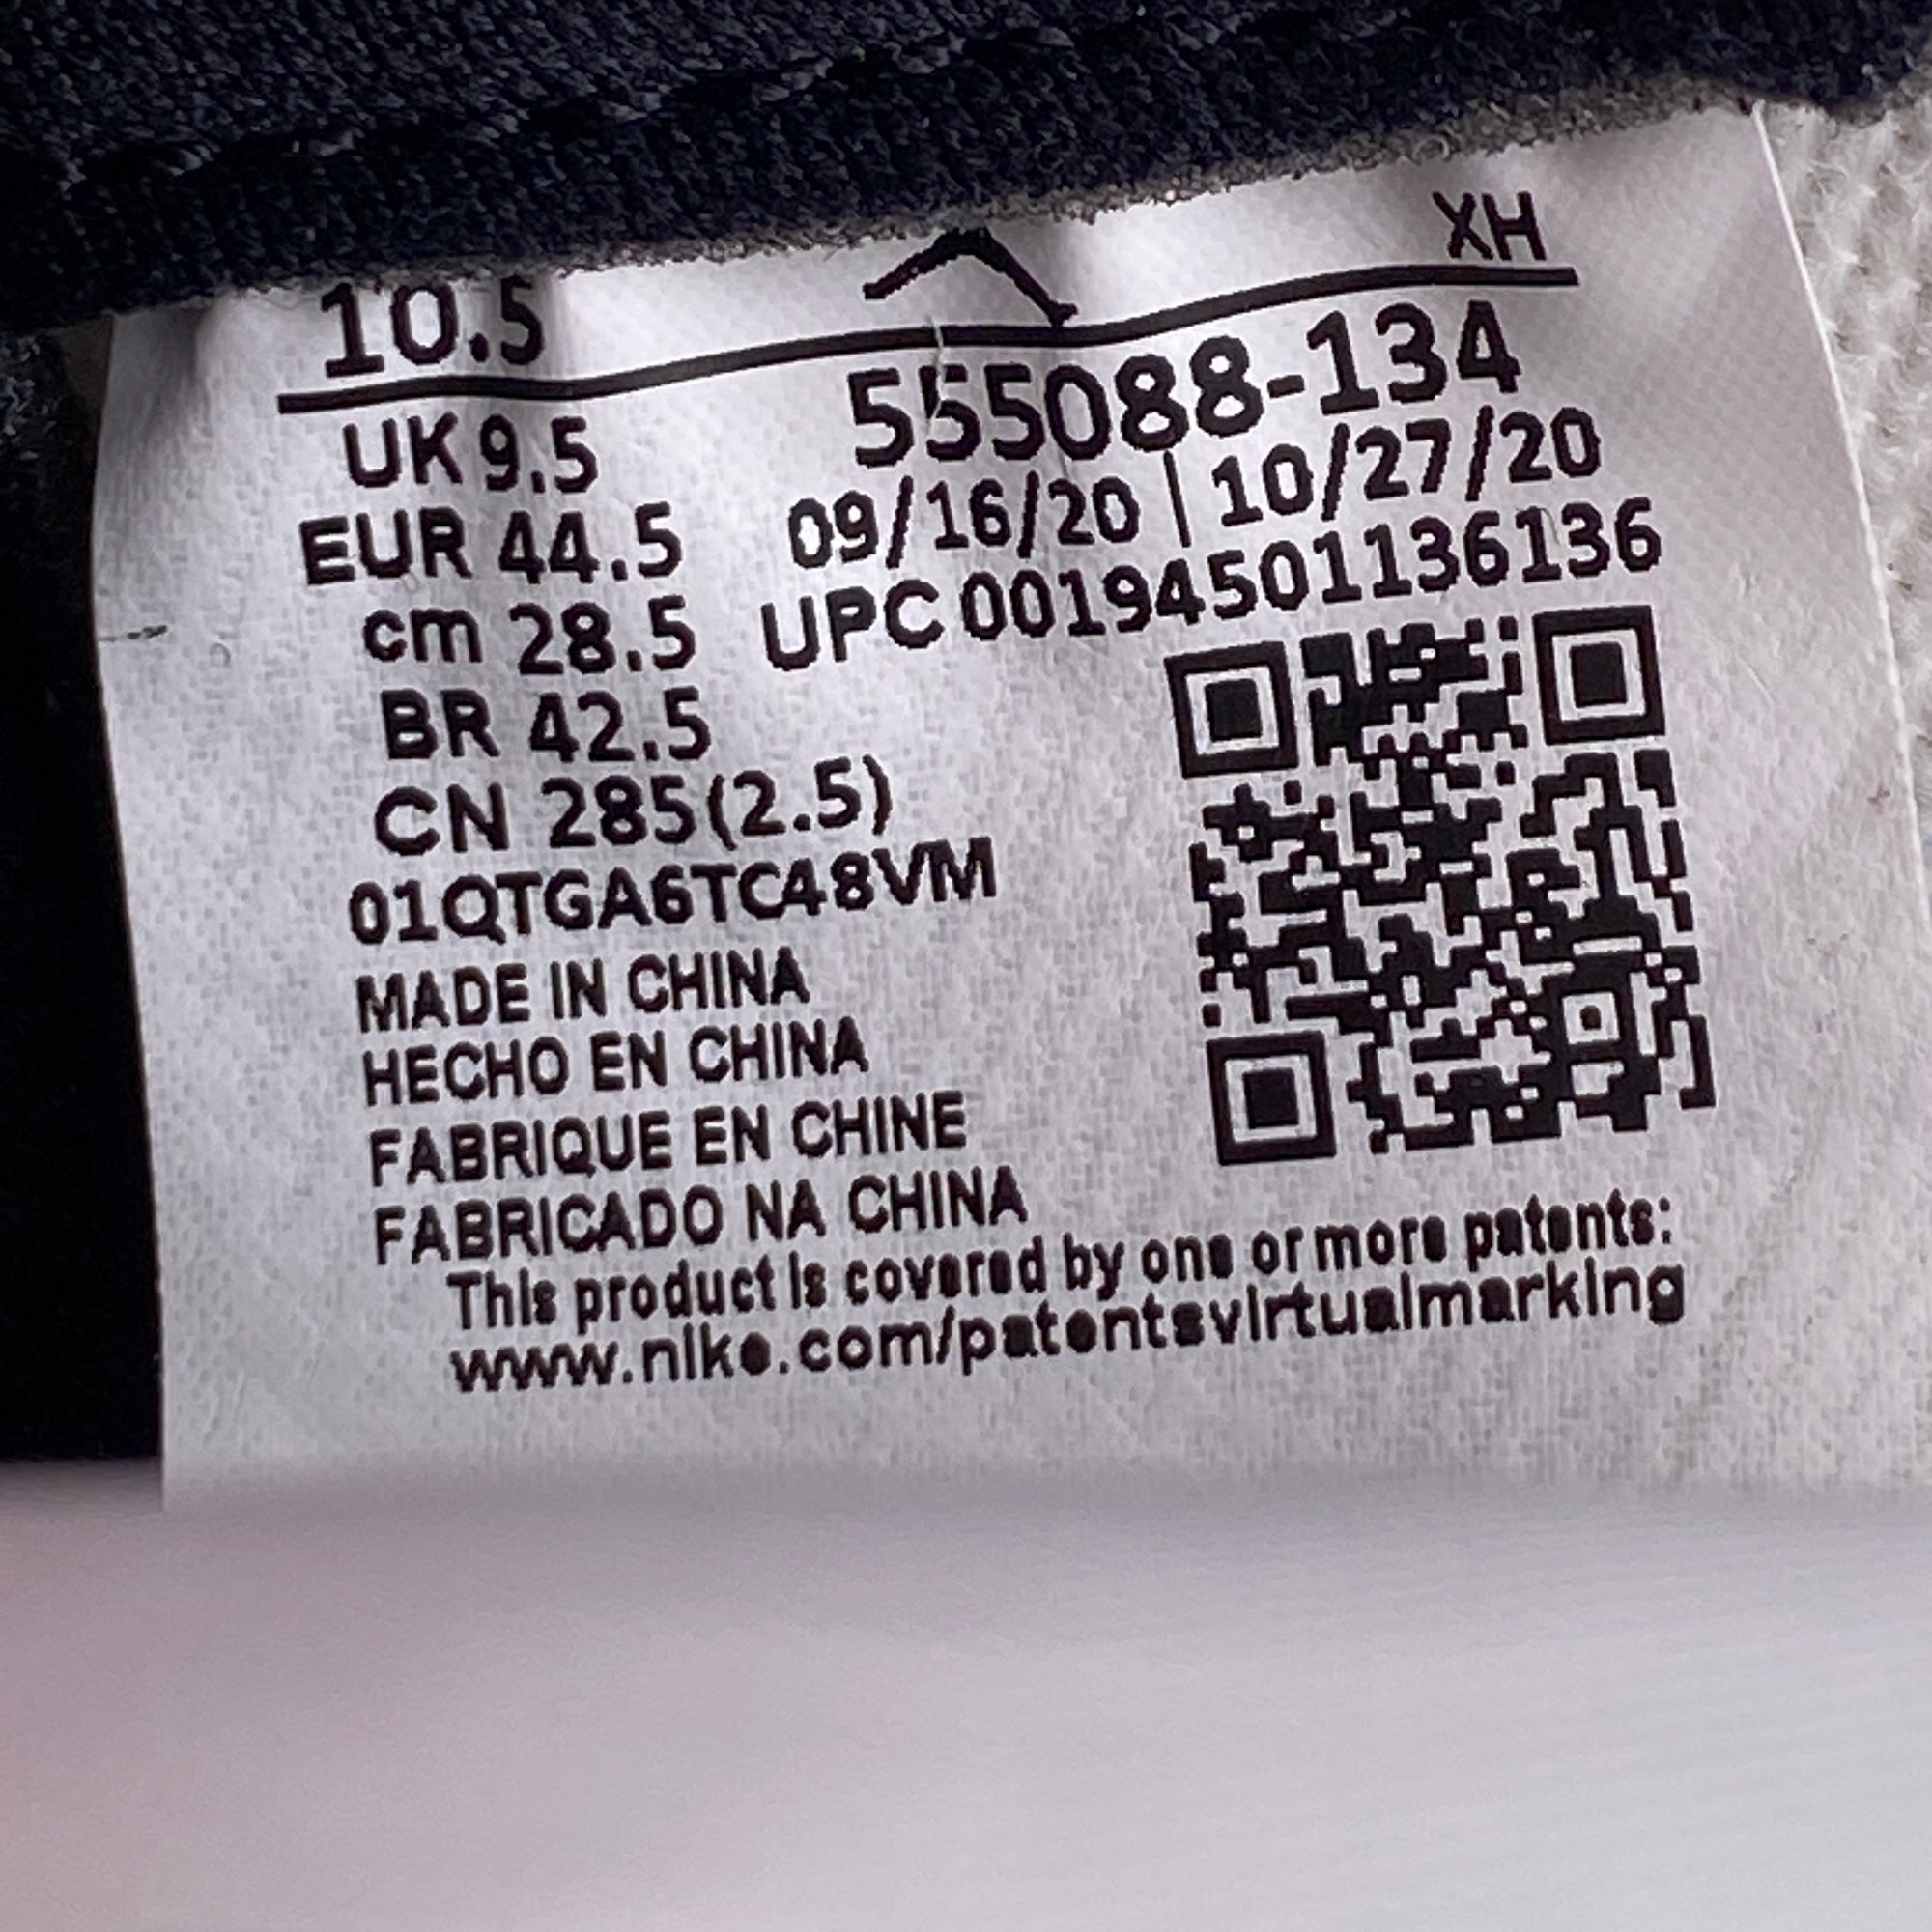 10.5 XH
UK 9.5 555088-134
EUR 44.5 09/16/20 | 10/27/20
cm 28.5 UPC 00194501136136
BR 42.5
CN 285(2.5)
01QTGA6TC48VM
MADE IN CHINA
HECHO EN CHINA
FABRIQUE EN CHINE
FABRICADO NA CHINA
This product is covered by one or more patents:
www.nike.com/patentsvirtualmarking